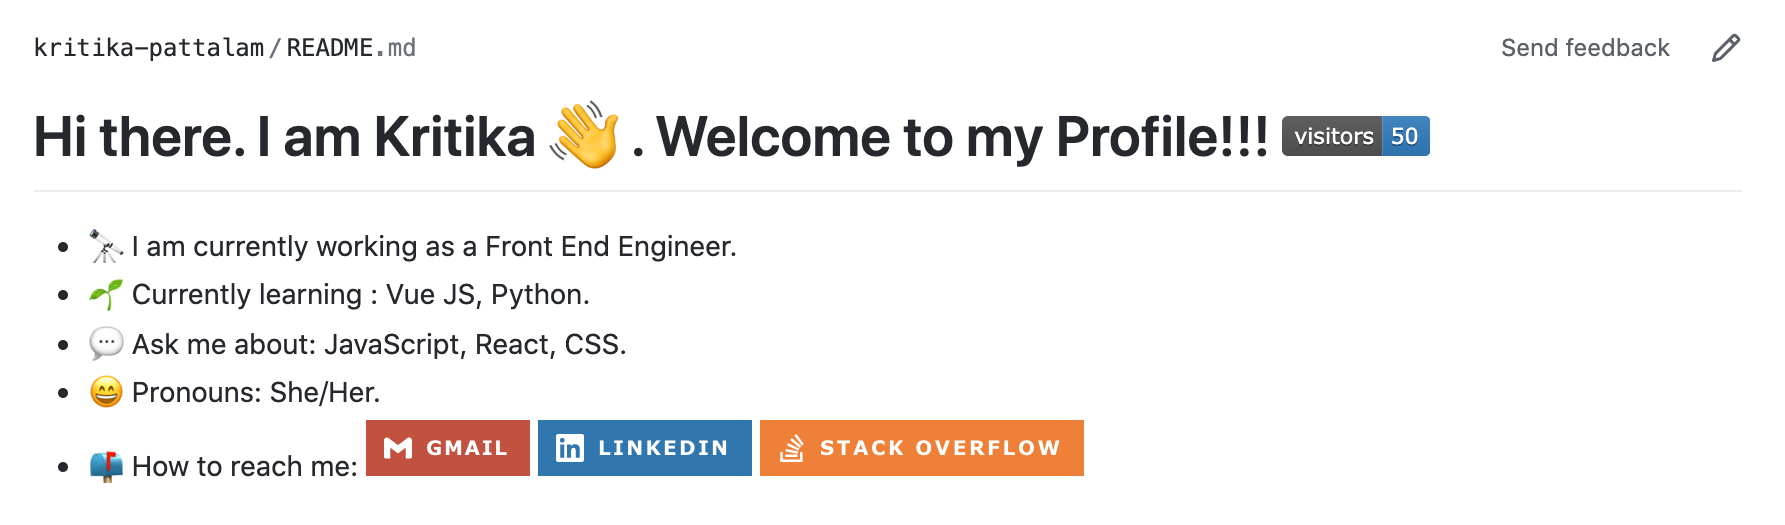 kritika-pattalam/README.md
Send feedback
Hi there. I am Kritika 👋 . Welcome to my Profile!!! visitors 50
🔭 I am currently working as a Front End Engineer.
🌱 Currently learning : Vue JS, Python.
💬 Ask me about: JavaScript, React, CSS.
😄 Pronouns: She/Her.
📫 How to reach me: GMAIL LINKEDIN STACK OVERFLOW